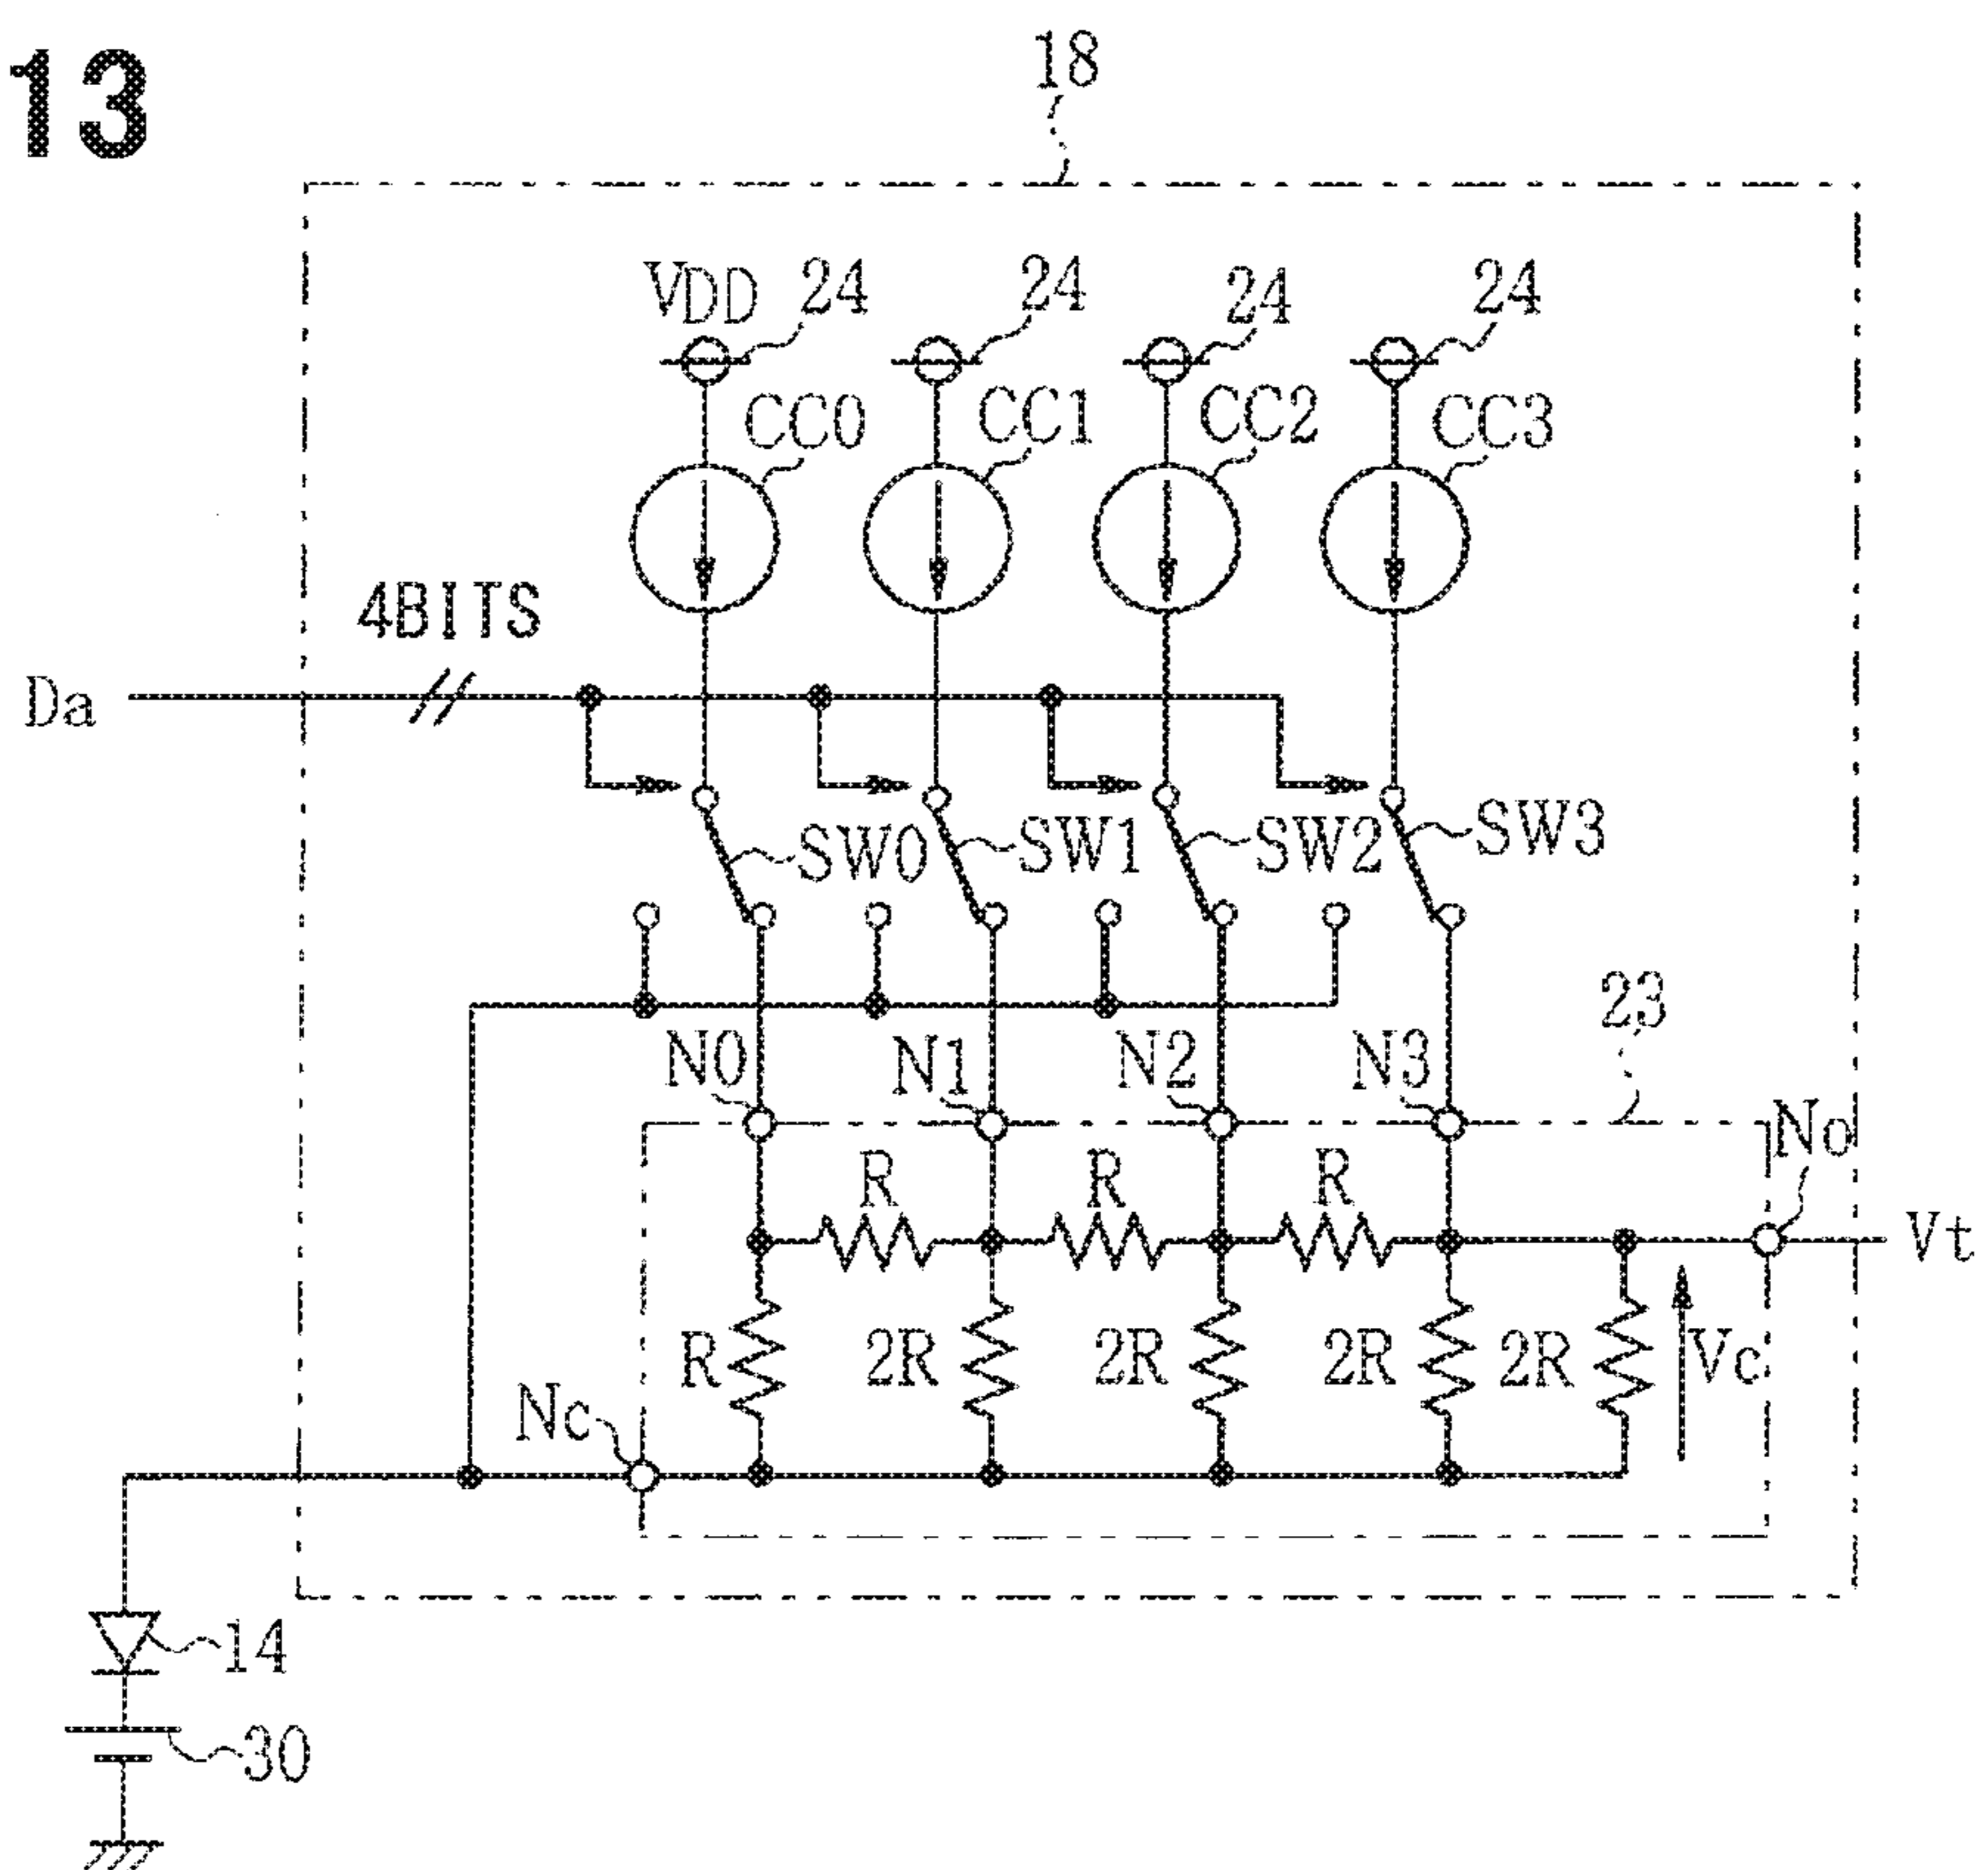 13
18
VDD 24 24 24 24
CC0 CC1 CC2 CC3
4BITS
Da
SW0 SW1 SW2 SW3
23
N0 N1 N2 N3 No
R R R
Vt
R 2R 2R 2R 2R Vc
Nc
14
30